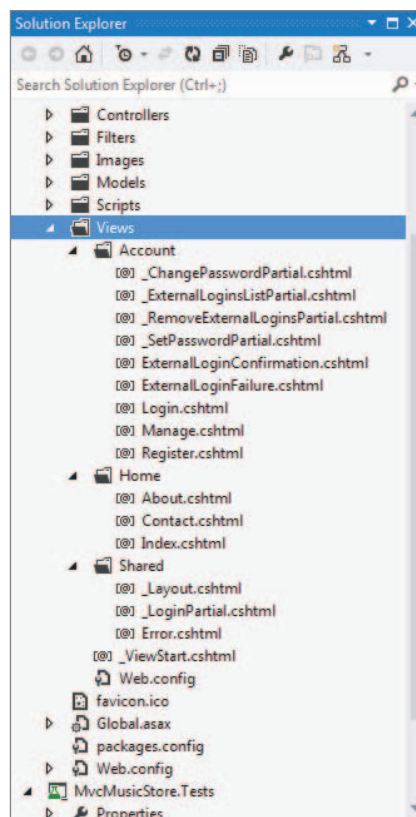 Solution Explorer
Search Solution Explorer (Ctrl+;)
Controllers
Filters
Images
Models
Scripts
Views
Account
_ChangePasswordPartial.cshtml
_ExternalLoginsListPartial.cshtml
_RemoveExternalLoginsPartial.cshtml
_SetPasswordPartial.cshtml
ExternalLoginConfirmation.cshtml
ExternalLoginFailure.cshtml
Login.cshtml
Manage.cshtml
Register.cshtml
Home
About.cshtml
Contact.cshtml
Index.cshtml
Shared
_Layout.cshtml
_LoginPartial.cshtml
Error.cshtml
_ViewStart.cshtml
Web.config
favicon.ico
Global.asax
packages.config
Web.config
MvcMusicStore.Tests
Properties